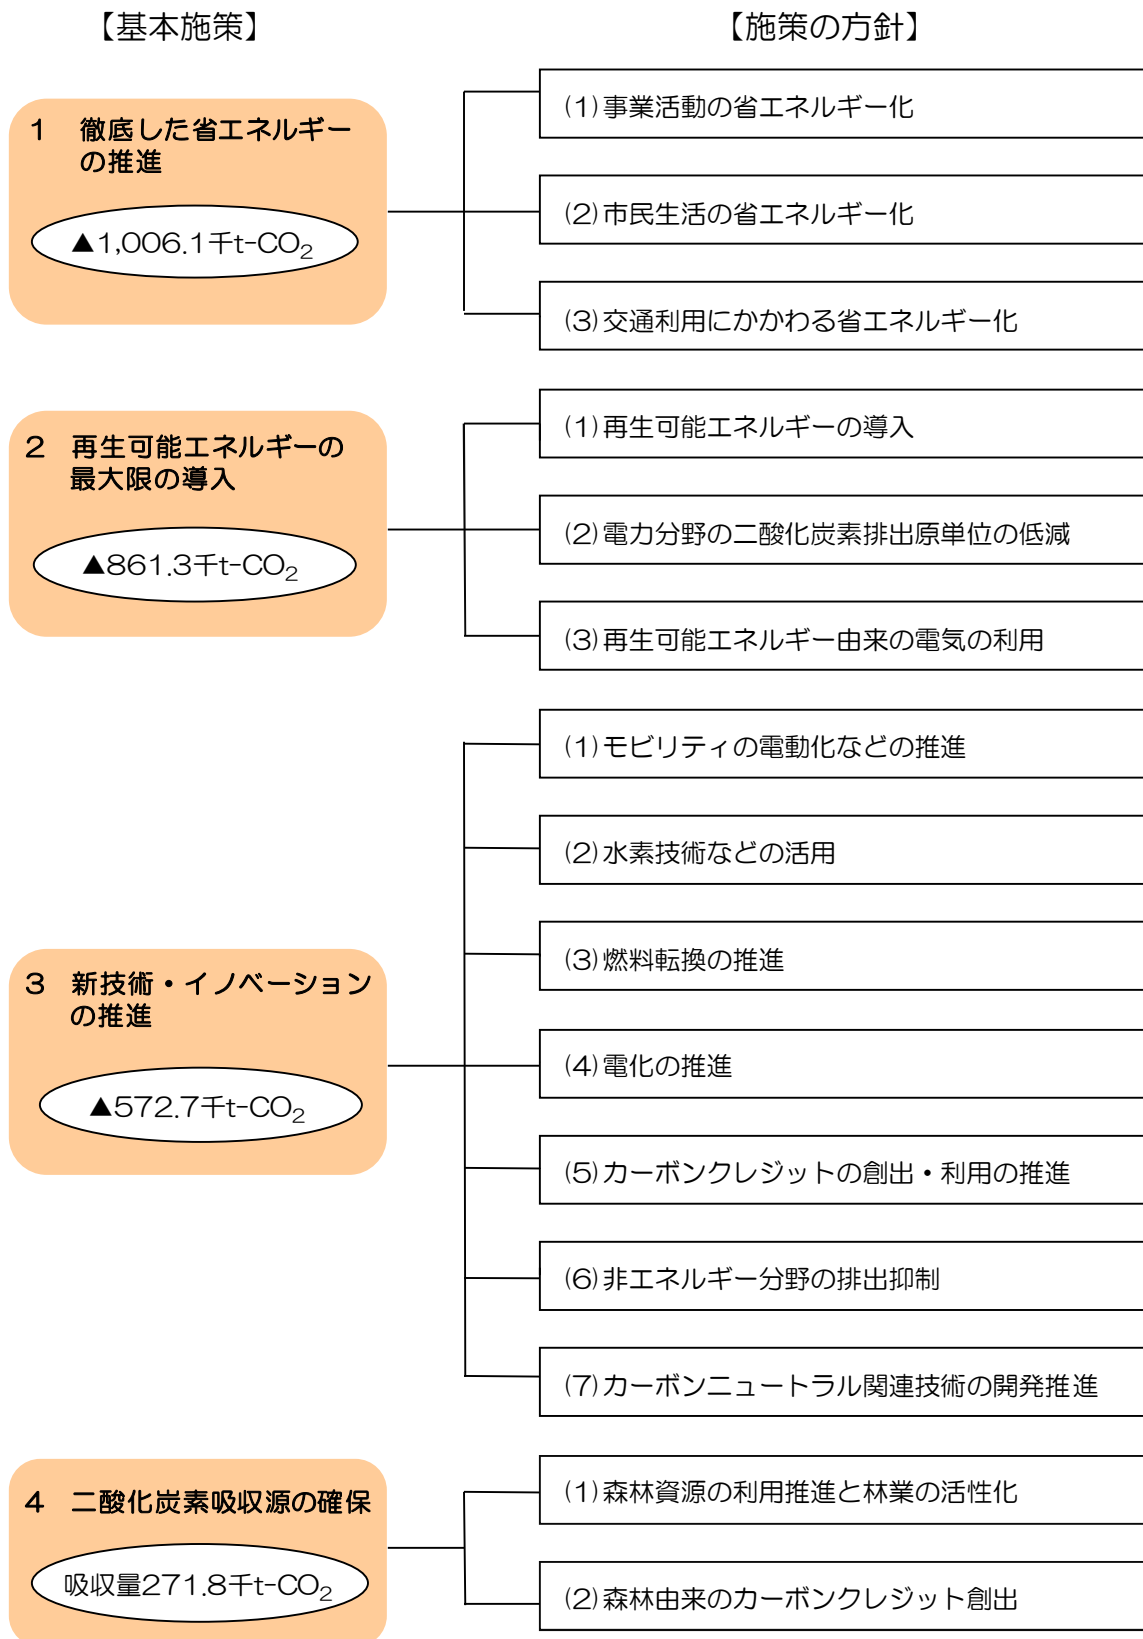 【基本施策】
【施策の方針】
1 徹底した省エネルギー
の推進
▲1,006.1千t-CO₂
(1)事業活動の省エネルギー化
(2)市民生活の省エネルギー化
(3)交通利用にかかわる省エネルギー化
2 再生可能エネルギーの
最大限の導入
▲861.3千t-CO₂
(1)再生可能エネルギーの導入
(2)電力分野の二酸化炭素排出原単位の低減
(3)再生可能エネルギー由来の電気の利用
3 新技術・イノベーション
の推進
▲572.7千t-CO₂
(1)モビリティの電動化などの推進
(2)水素技術などの活用
(3)燃料転換の推進
(4)電化の推進
(5)カーボンクレジットの創出・利用の推進
(6)非エネルギー分野の排出抑制
(7)カーボンニュートラル関連技術の開発推進
4 二酸化炭素吸収源の確保
吸収量271.8千t-CO₂
(1)森林資源の利用推進と林業の活性化
(2)森林由来のカーボンクレジット創出